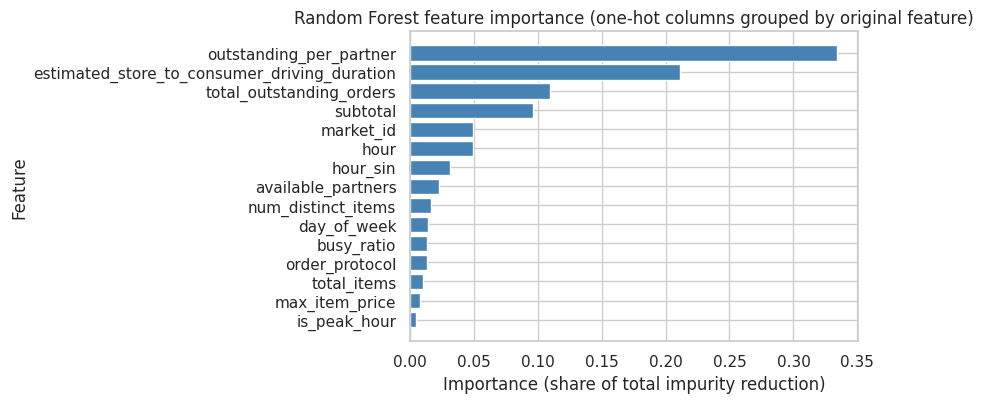 Random Forest feature importance (one-hot columns grouped by original feature)
outstanding_per_partner
estimated_store_to_consumer_driving_duration
total_outstanding_orders
subtotal
market_id
hour
hour_sin
available_partners
num_distinct_items
day_of_week
busy_ratio
order_protocol
total_items
max_item_price
is_peak_hour
Feature
0.00 0.05 0.10 0.15 0.20 0.25 0.30 0.35
Importance (share of total impurity reduction)